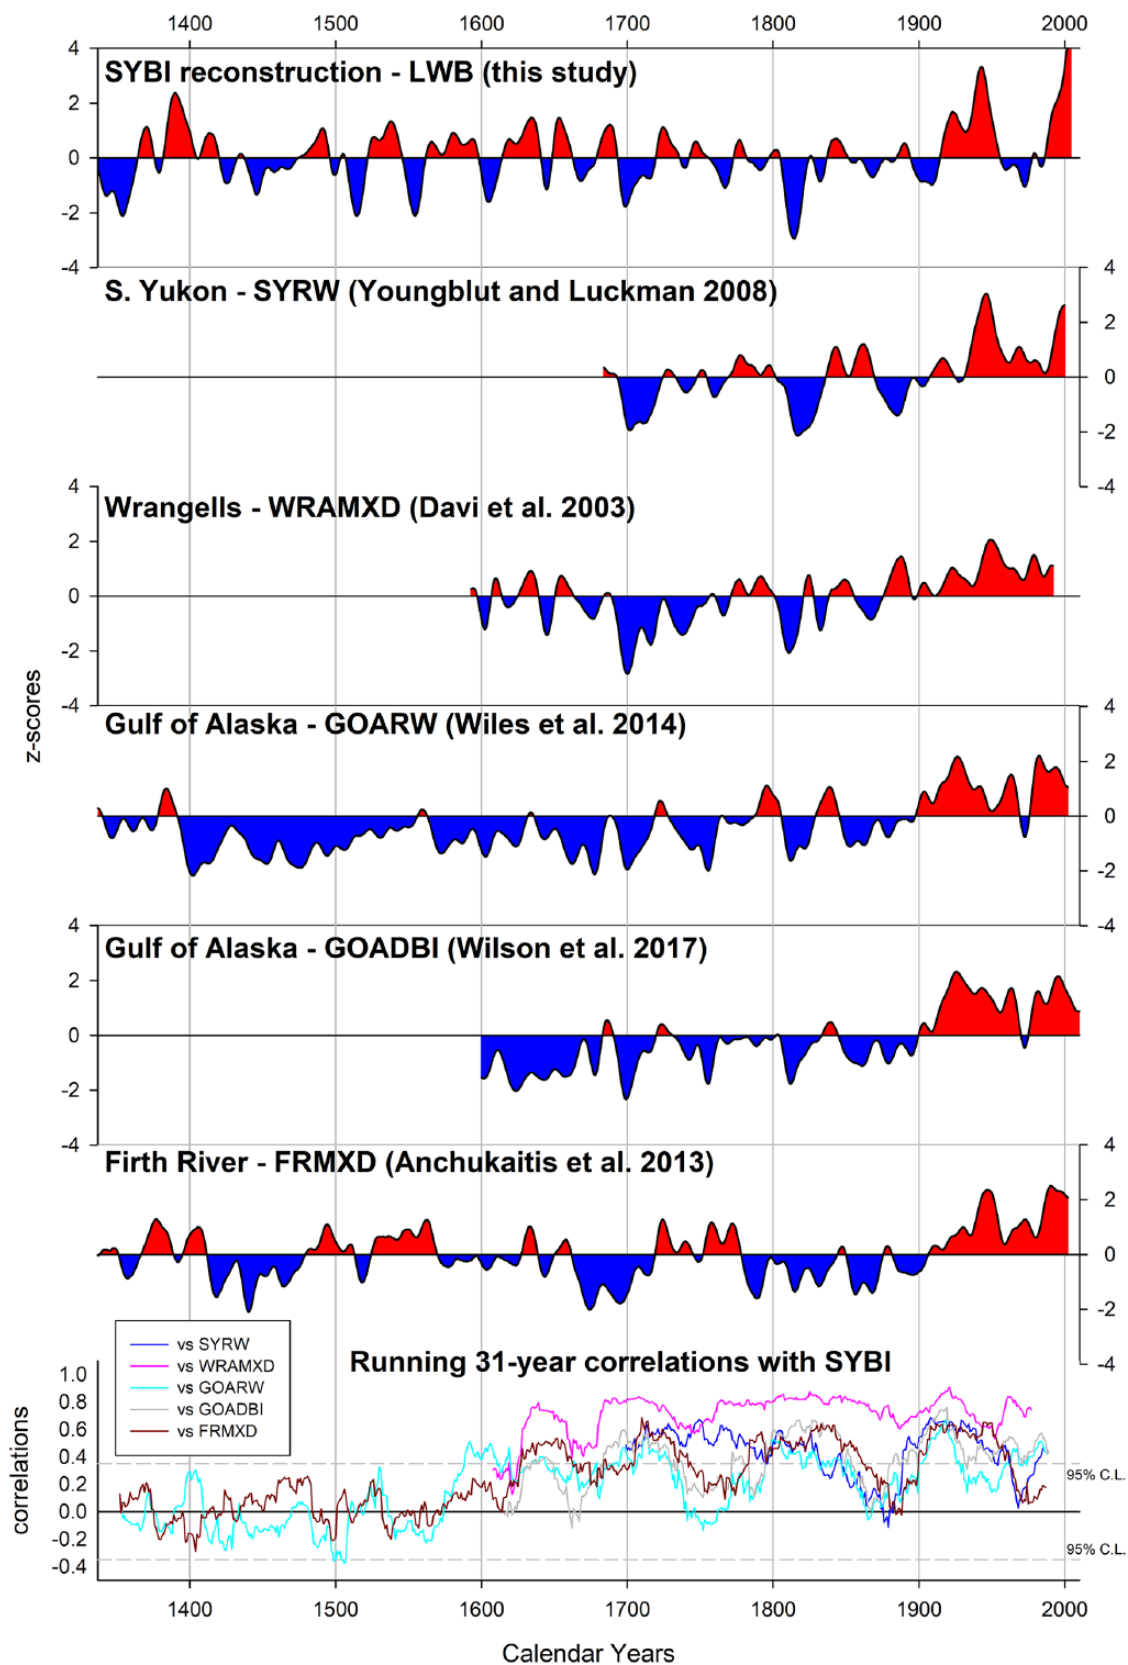 1400 1500 1600 1700 1800 1900 2000
4
SYBI reconstruction - LWB (this study)
2
0
-2
-4
4
S. Yukon - SYRW (Youngblut and Luckman 2008)
2
0
-2
-4
4
Wrangells - WRAMXD (Davi et al. 2003)
2
0
-2
-4
z-scores
4
Gulf of Alaska - GOARW (Wiles et al. 2014)
2
0
-2
-4
4
Gulf of Alaska - GOADBI (Wilson et al. 2017)
2
0
-2
-4
4
Firth River - FRMXD (Anchukaitis et al. 2013)
2
0
-2
-4
vs SYRW
vs WRAMXD
vs GOARW
vs GOADBI
vs FRMXD
Running 31-year correlations with SYBI
correlations
1.0
0.8
0.6
0.4
0.2
0.0
-0.2
-0.4
95% C.L.
95% C.L.
1400 1500 1600 1700 1800 1900 2000
Calendar Years